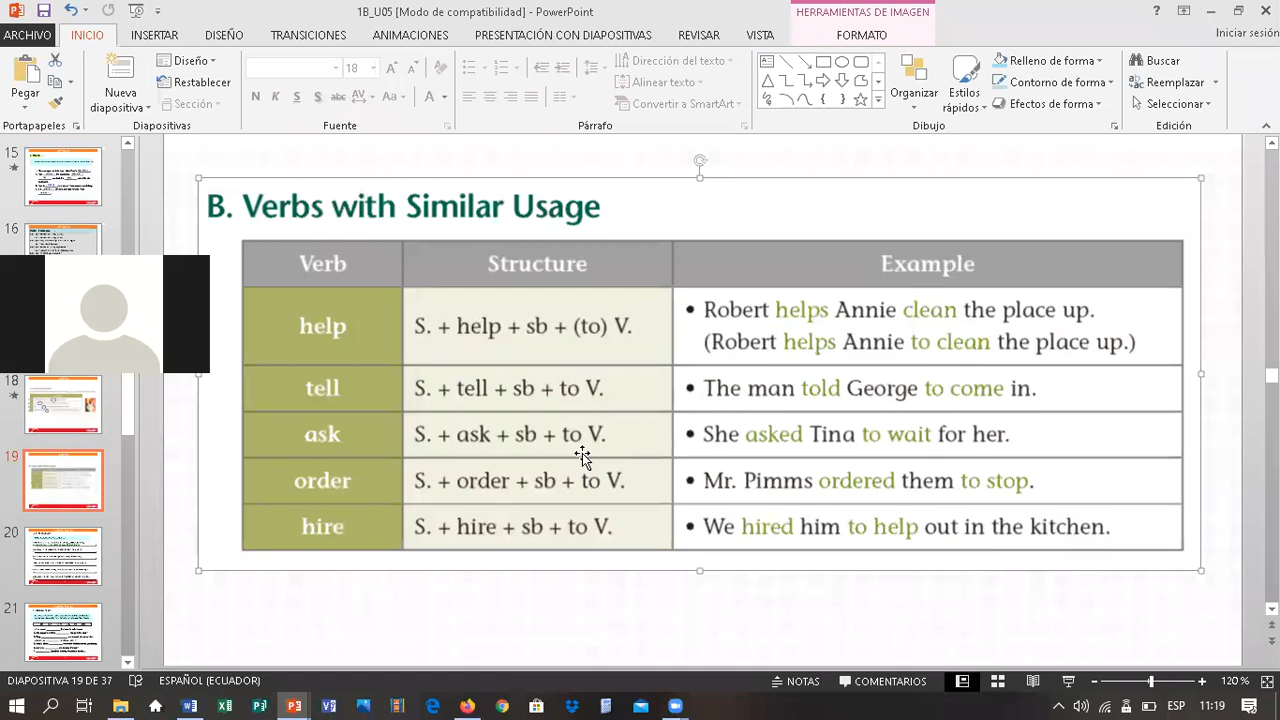 1B_U05 [Modo de compatibilidad] - PowerPoint
HERRAMIENTAS DE IMAGEN
ARCHIVO INICIO INSERTAR DISEÑO TRANSICIONES ANIMACIONES PRESENTACIÓN CON DIAPOSITIVAS REVISAR VISTA FORMATO Iniciar sesión
Pegar
Nueva diapositiva
Diseño
Restablecer
Sección
18
N K S S abc AV Aa A
Dirección del texto
Alinear texto
Convertir a SmartArt
Organizar
Estilos rápidos
Relleno de forma
Contorno de forma
Efectos de forma
Buscar
Reemplazar
Seleccionar
Portapapeles Diapositivas Fuente Párrafo Dibujo Edición
15
16
18
19
20
21
B. Verbs with Similar Usage
Verb Structure Example
help S. + help + sb + (to) V. • Robert helps Annie clean the place up.
(Robert helps Annie to clean the place up.)
tell S. + tell + sb + to V. • The man told George to come in.
ask S. + ask + sb + to V. • She asked Tina to wait for her.
order S. + order + sb + to V. • Mr. Pimms ordered them to stop.
hire S. + hire + sb + to V. • We hired him to help out in the kitchen.
DIAPOSITIVA 19 DE 37 ESPAÑOL (ECUADOR) NOTAS COMENTARIOS 120 %
ESP 11:19